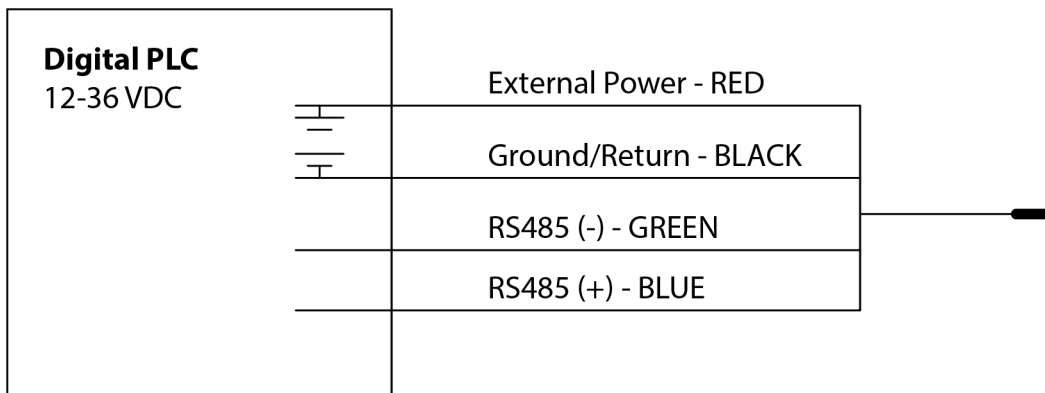 Digital PLC
12-36 VDC
External Power - RED
Ground/Return - BLACK
RS485 (-) - GREEN
RS485 (+) - BLUE